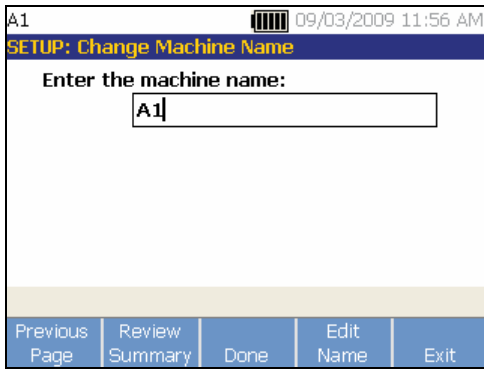 A1 09/03/2009 11:56 AM
SETUP: Change Machine Name
Enter the machine name:
A1
Previous Page Review Summary Done Edit Name Exit